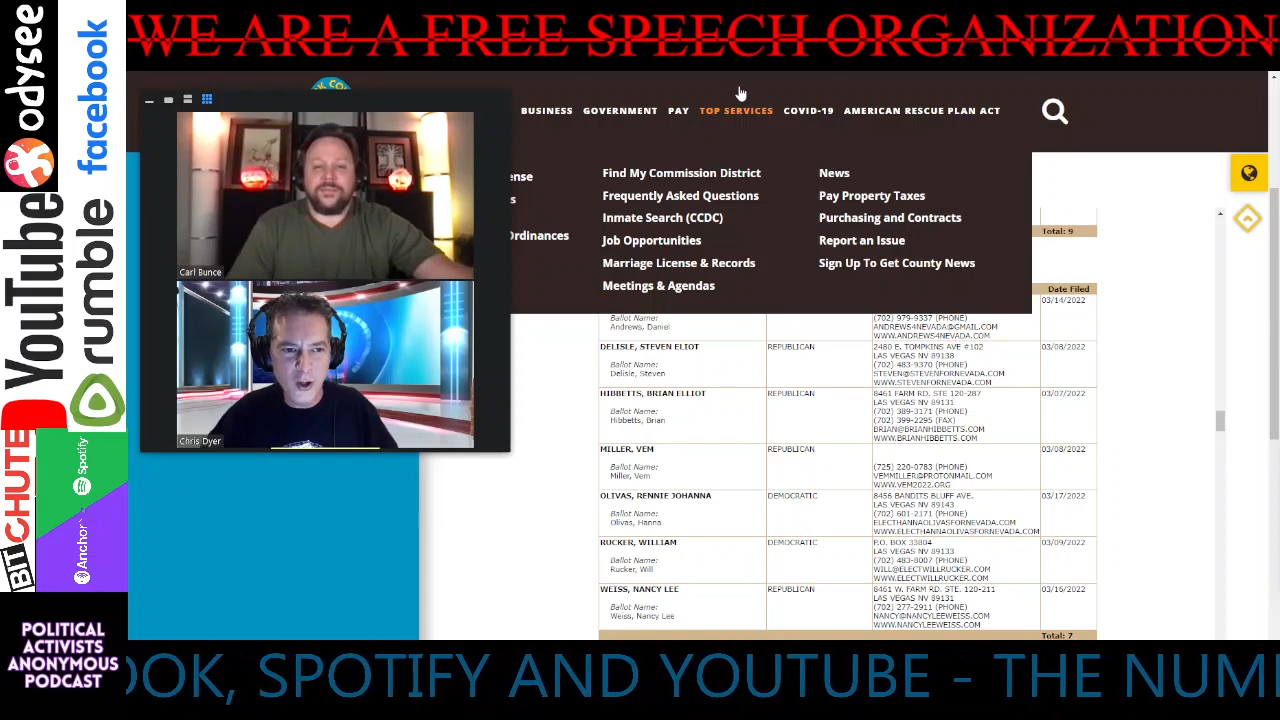 WE ARE A FREE SPEECH ORGANIZATION
odysee
facebook
YouTube
rumble
BITCHUTE
Spotify
Anchor
POLITICAL
ACTIVISTS
ANONYMOUS
PODCAST
BUSINESS GOVERNMENT PAY TOP SERVICES COVID-19 AMERICAN RESCUE PLAN ACT
ense
s
Ordinances
Find My Commission District
Frequently Asked Questions
Inmate Search (CCDC)
Job Opportunities
Marriage License & Records
Meetings & Agendas
News
Pay Property Taxes
Purchasing and Contracts
Report an Issue
Sign Up To Get County News
Carl Bunce
Chris Dyer
Total: 9
Date Filed
03/14/2022
(702) 979-9337 (PHONE)
Andrews, Daniel ANDREWS4NEVADA@GMAIL.COM
WWW.ANDREWS4NEVADA.COM
DELISLE, STEVEN ELIOT REPUBLICAN 2480 E. TOMPKINS AVE #102 03/08/2022
LAS VEGAS NV 89138
Ballot Name: (702) 483-9370 (PHONE)
Delisle, Steven STEVEN@STEVENFORNEVADA.COM
WWW.STEVENFORNEVADA.COM
HIBBETTS, BRIAN ELLIOT REPUBLICAN 8461 FARM RD. STE 120-287 03/07/2022
LAS VEGAS NV 89131
Ballot Name: (702) 389-3171 (PHONE)
Hibbetts, Brian (702) 399-2295 (FAX)
BRIAN@BRIANHIBBETTS.COM
WWW.BRIANHIBBETTS.COM
MILLER, VEM REPUBLICAN 03/08/2022
Ballot Name: (725) 220-0783 (PHONE)
Miller, Vem VEMMILLER@PROTONMAIL.COM
WWW.VEM2022.ORG
OLIVAS, RENNIE JOHANNA DEMOCRATIC 8456 BANDITS BLUFF AVE. 03/17/2022
LAS VEGAS NV 89143
Ballot Name: (702) 601-2171 (PHONE)
Olivas, Hanna ELECTHANNAOLIVASFORNEVADA.COM
WWW.ELECTHANNAOLIVASFORNEVADA.COM
RUCKER, WILLIAM DEMOCRATIC P.O. BOX 33804 03/09/2022
LAS VEGAS NV 89133
Ballot Name: (702) 483-8007 (PHONE)
Rucker, Will WILL@ELECTWILLRUCKER.COM
WWW.ELECTWILLRUCKER.COM
WEISS, NANCY LEE REPUBLICAN 8461 W. FARM RD. STE. 120-211 03/16/2022
LAS VEGAS NV 89131
Ballot Name: (702) 277-2911 (PHONE)
Weiss, Nancy Lee NANCY@NANCYLEEWEISS.COM
WWW.NANCYLEEWEISS.COM
Total: 7
OOK, SPOTIFY AND YOUTUBE - THE NUM